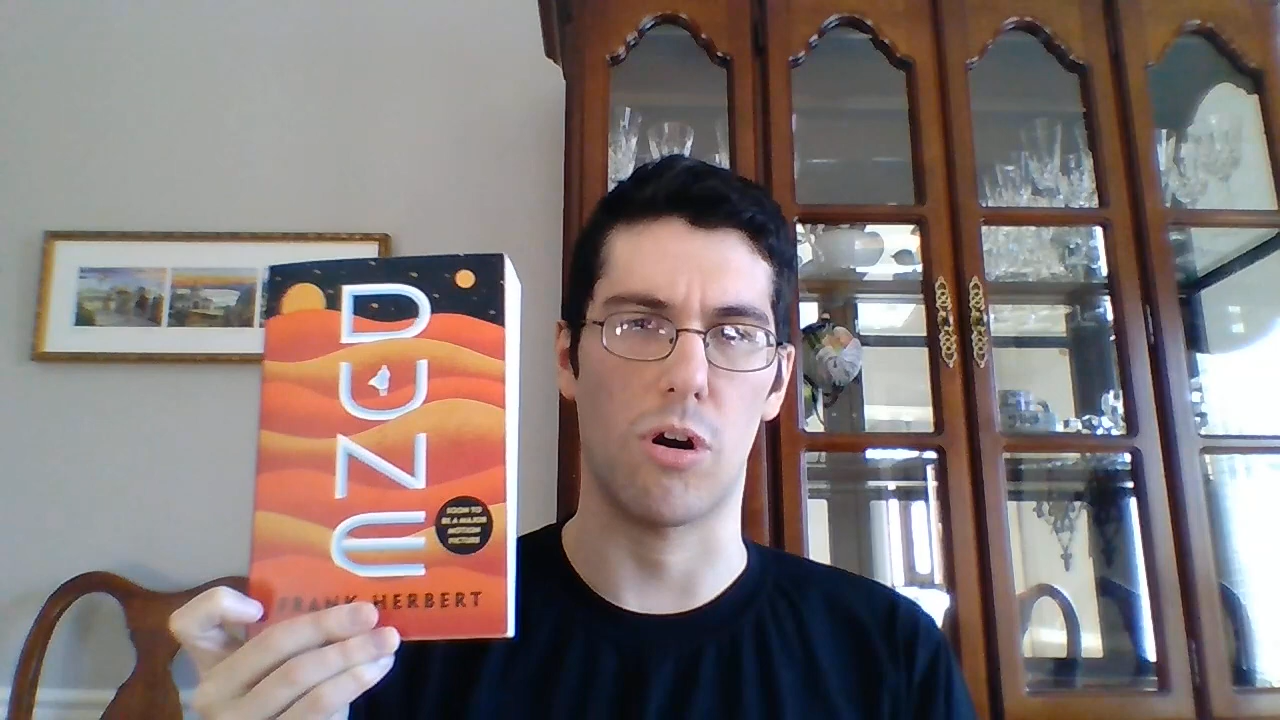 DUNE
SOON TO
BE A MAJOR
MOTION
PICTURE
FRANK HERBERT